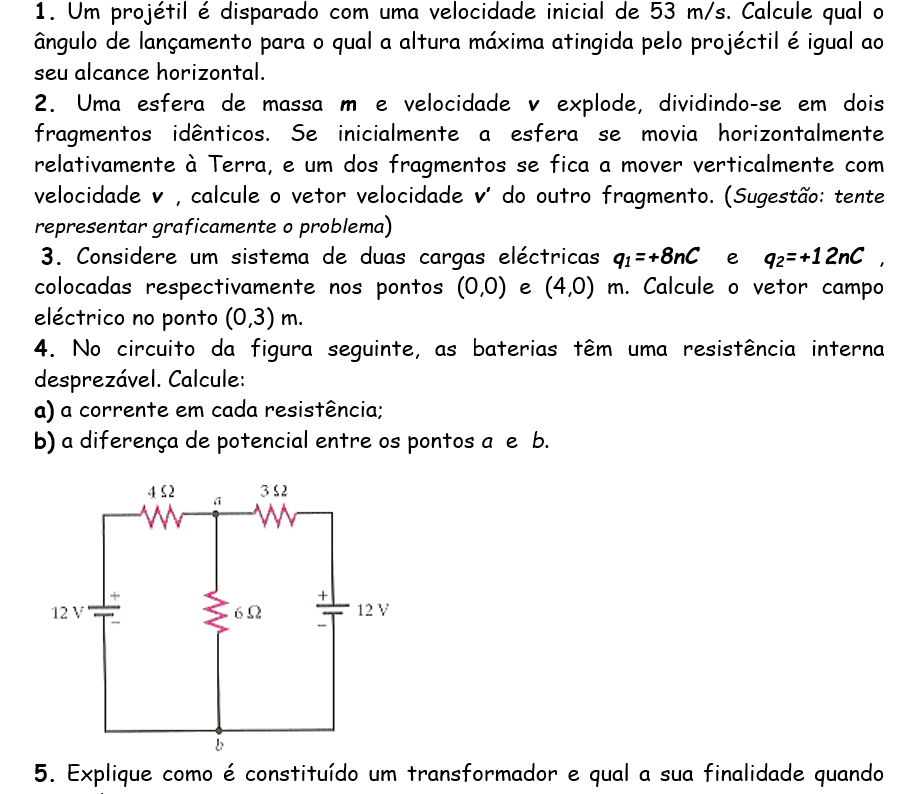 1. Um projétil é disparado com uma velocidade inicial de 53 m/s. Calcule qual o
ângulo de lançamento para o qual a altura máxima atingida pelo projéctil é igual ao
seu alcance horizontal.
2. Uma esfera de massa m e velocidade v explode, dividindo-se em dois
fragmentos idênticos. Se inicialmente a esfera se movia horizontalmente
relativamente à Terra, e um dos fragmentos se fica a mover verticalmente com
velocidade v , calcule o vetor velocidade v' do outro fragmento. (Sugestão: tente
representar graficamente o problema)
3. Considere um sistema de duas cargas eléctricas q1=+8nC e q2=+12nC ,
colocadas respectivamente nos pontos (0,0) e (4,0) m. Calcule o vetor campo
eléctrico no ponto (0,3) m.
4. No circuito da figura seguinte, as baterias têm uma resistência interna
desprezável. Calcule:
a) a corrente em cada resistência;
b) a diferença de potencial entre os pontos a e b.
4 Ω a 3 Ω
+ +
12 V 6 Ω 12 V
− −
b
5. Explique como é constituído um transformador e qual a sua finalidade quando